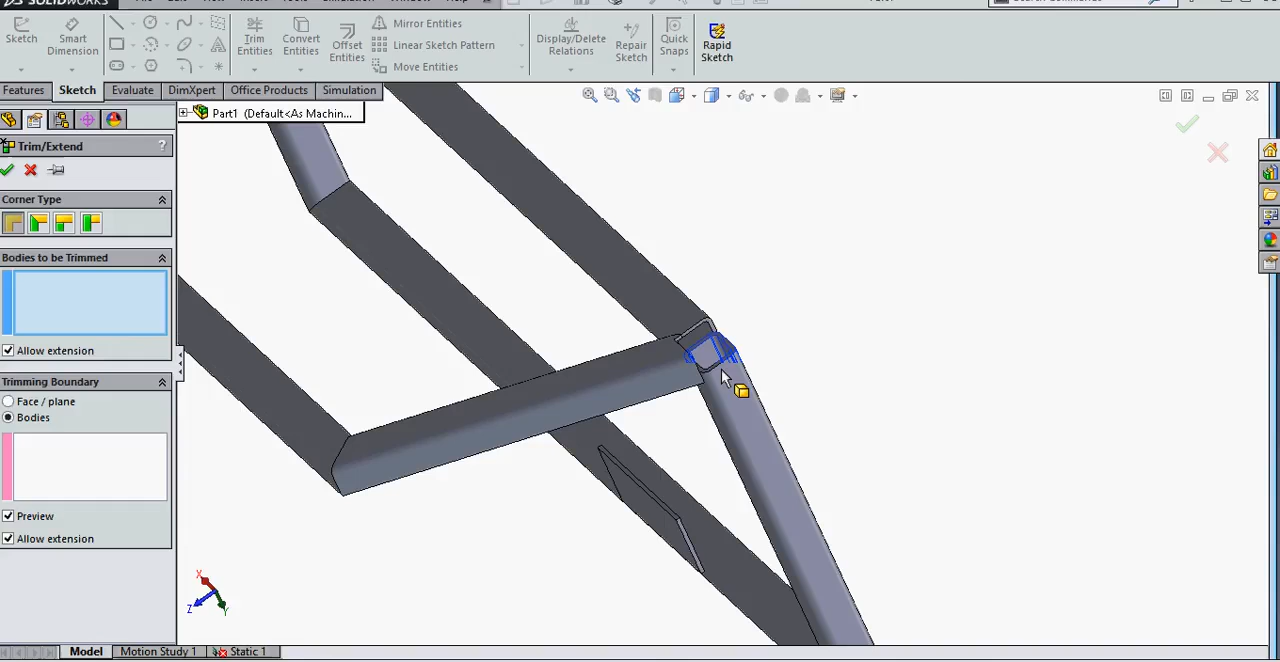 SOLIDWORKS
Sketch
Smart Dimension
Trim Entities
Convert Entities
Offset Entities
Mirror Entities
Linear Sketch Pattern
Move Entities
Display/Delete Relations
Repair Sketch
Quick Snaps
Rapid Sketch
Features
Sketch
Evaluate
DimXpert
Office Products
Simulation
Part1 (Default<As Machin...
Trim/Extend
?
Corner Type
Bodies to be Trimmed
Allow extension
Trimming Boundary
Face / plane
Bodies
Preview
Allow extension
X
Z
Y
Model
Motion Study 1
Static 1